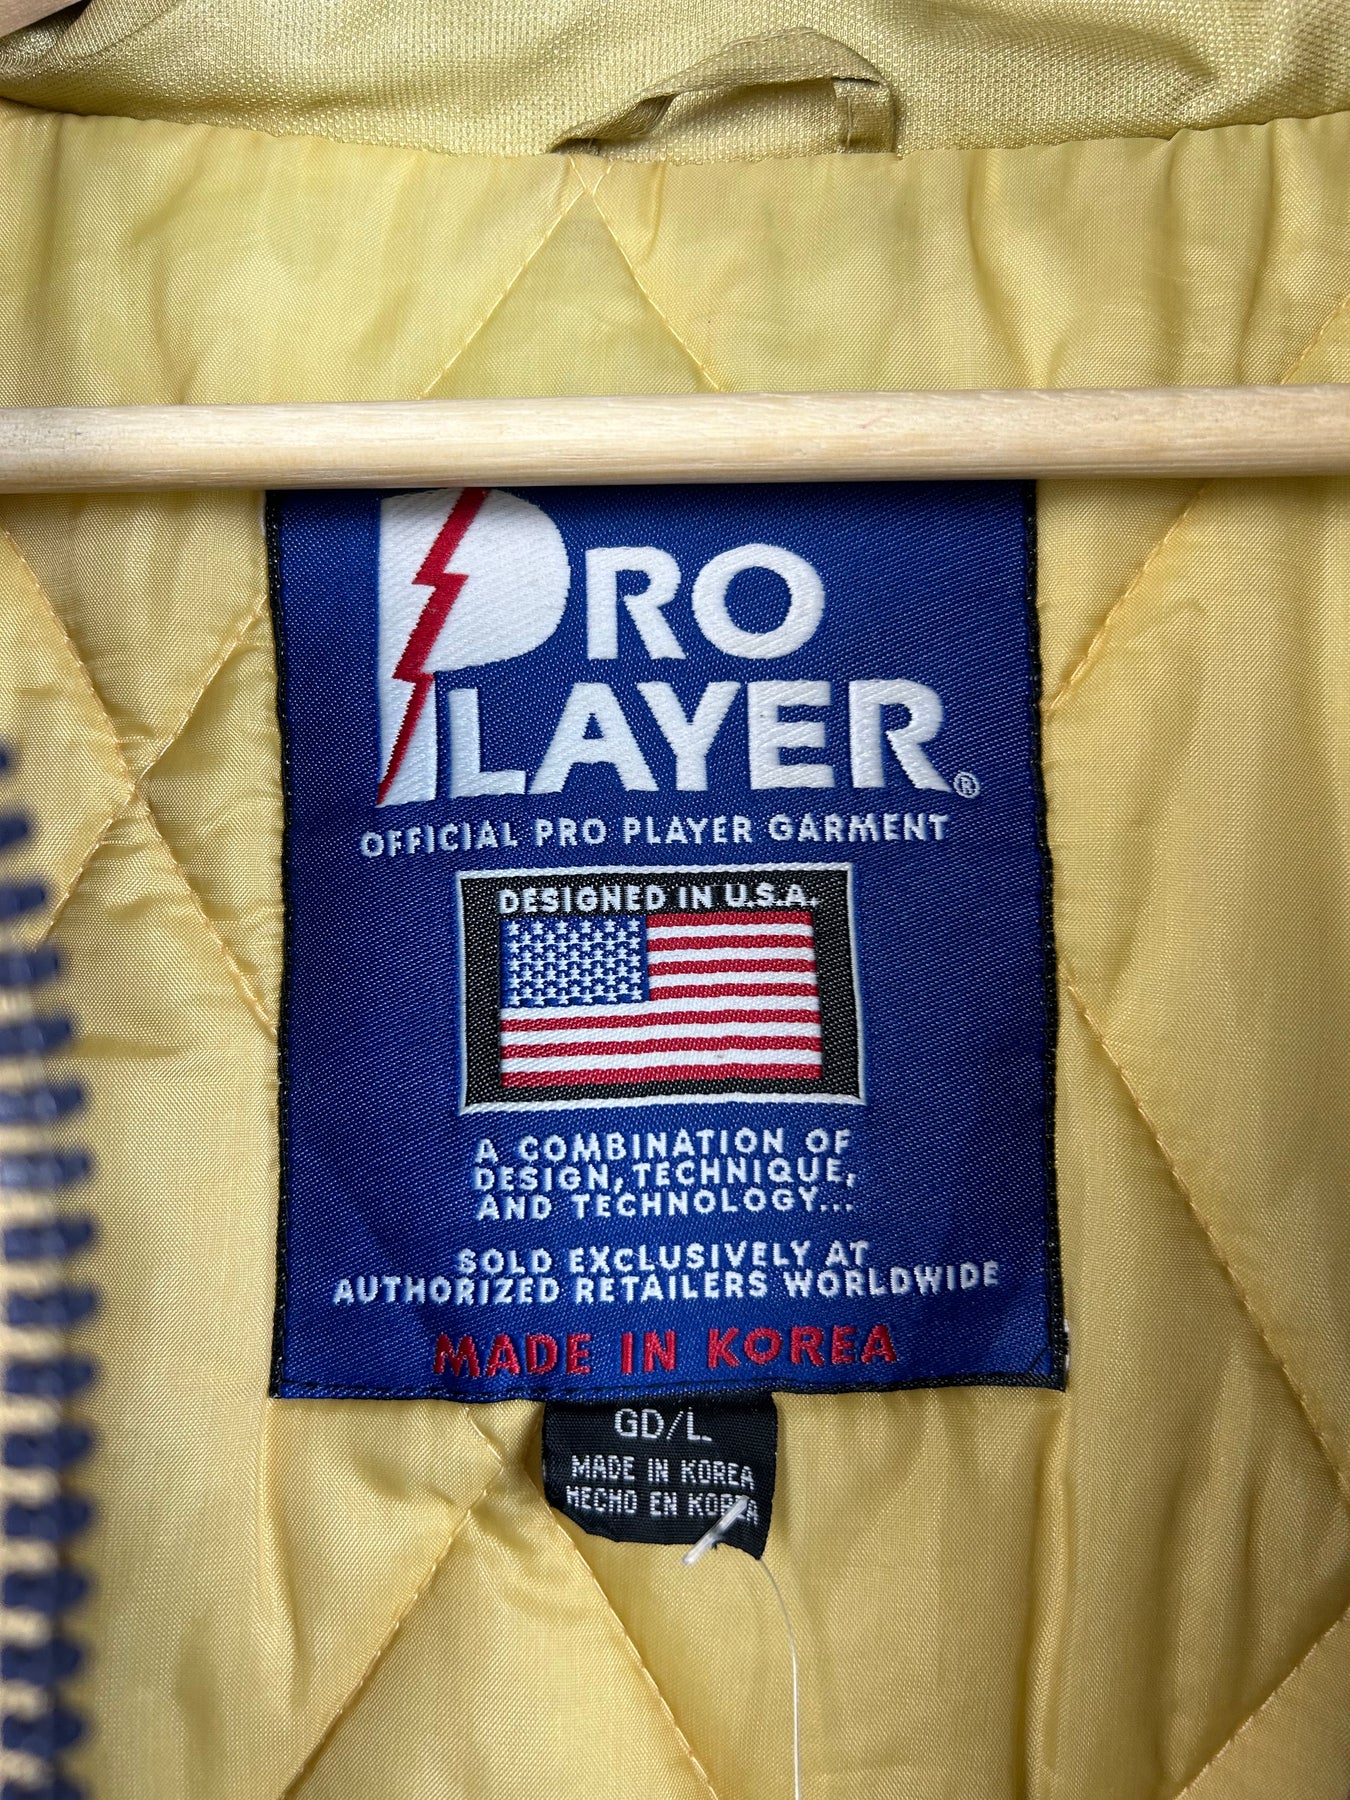 PRO
PLAYER®
OFFICIAL PRO PLAYER GARMENT
DESIGNED IN U.S.A.
A COMBINATION OF
DESIGN, TECHNIQUE,
AND TECHNOLOGY...
SOLD EXCLUSIVELY AT
AUTHORIZED RETAILERS WORLDWIDE
MADE IN KOREA
GD/L
MADE IN KOREA
HECHO EN KOREA